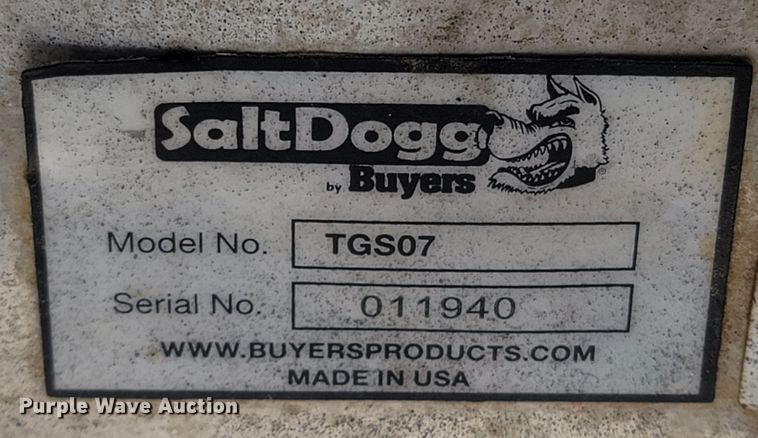 SaltDogg
by Buyers
®
Model No. TGS07
Serial No. 011940
WWW.BUYERSPRODUCTS.COM
MADE IN USA
Purple Wave Auction